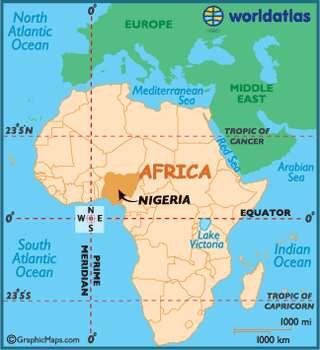 North
Atlantic
Ocean
EUROPE
worldatlas
Mediterranean
Sea
MIDDLE
EAST
23°5'N
TROPIC OF
CANCER
Red Sea
Arabian
Sea
AFRICA
NIGERIA
EQUATOR
0°
N
W E
S
0°
Lake
Victoria
South
Atlantic
Ocean
PRIME
MERIDIAN
Indian
Ocean
23°5'S
TROPIC OF
CAPRICORN
1000 mi
1000 km
©GraphicMaps.com
0°